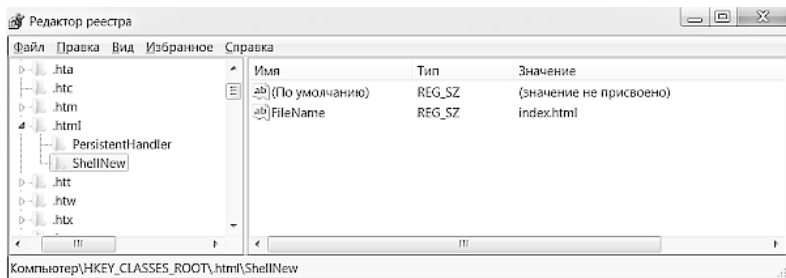 Редактор реестра
Файл Правка Вид Избранное Справка
.hta
.htc
.htm
.html
PersistentHandler
ShellNew
.htt
.htw
.htx
Имя Тип Значение
(По умолчанию) REG_SZ (значение не присвоено)
FileName REG_SZ index.html
Компьютер\HKEY_CLASSES_ROOT\.html\ShellNew